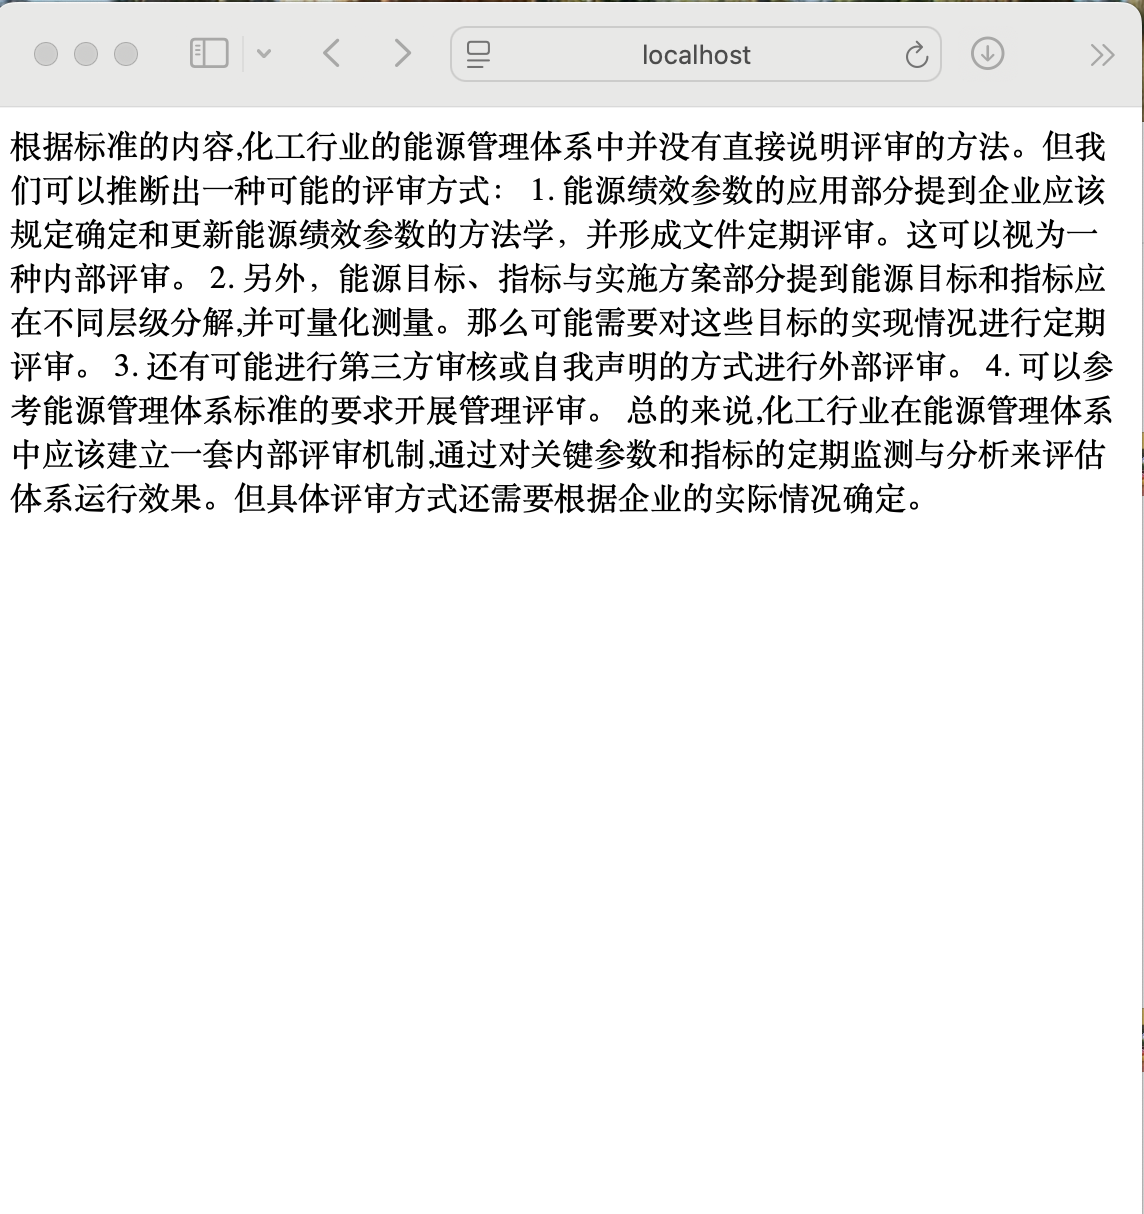 localhost
根据标准的内容,化工行业的能源管理体系中并没有直接说明评审的方法。但我
们可以推断出一种可能的评审方式： 1. 能源绩效参数的应用部分提到企业应该
规定确定和更新能源绩效参数的方法学，并形成文件定期评审。这可以视为一
种内部评审。 2. 另外，能源目标、指标与实施方案部分提到能源目标和指标应
在不同层级分解,并可量化测量。那么可能需要对这些目标的实现情况进行定期
评审。 3. 还有可能进行第三方审核或自我声明的方式进行外部评审。 4. 可以参
考能源管理体系标准的要求开展管理评审。 总的来说,化工行业在能源管理体系
中应该建立一套内部评审机制,通过对关键参数和指标的定期监测与分析来评估
体系运行效果。但具体评审方式还需要根据企业的实际情况确定。